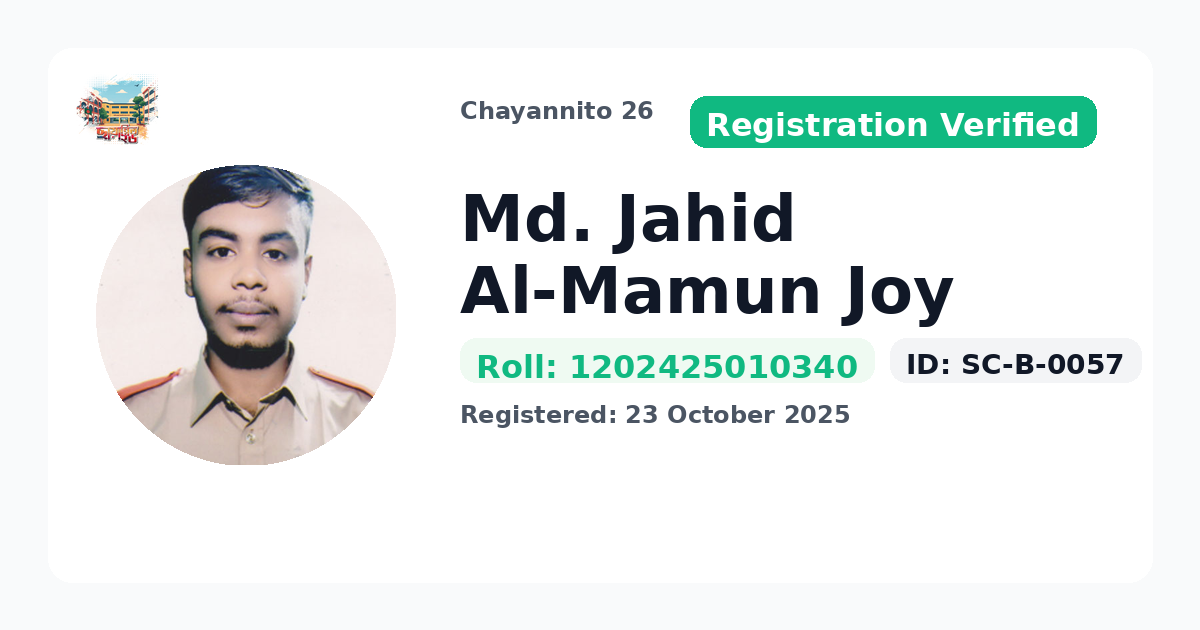 Chayannito 26
Registration Verified
Md. Jahid
Al-Mamun Joy
Roll: 1202425010340
ID: SC-B-0057
Registered: 23 October 2025